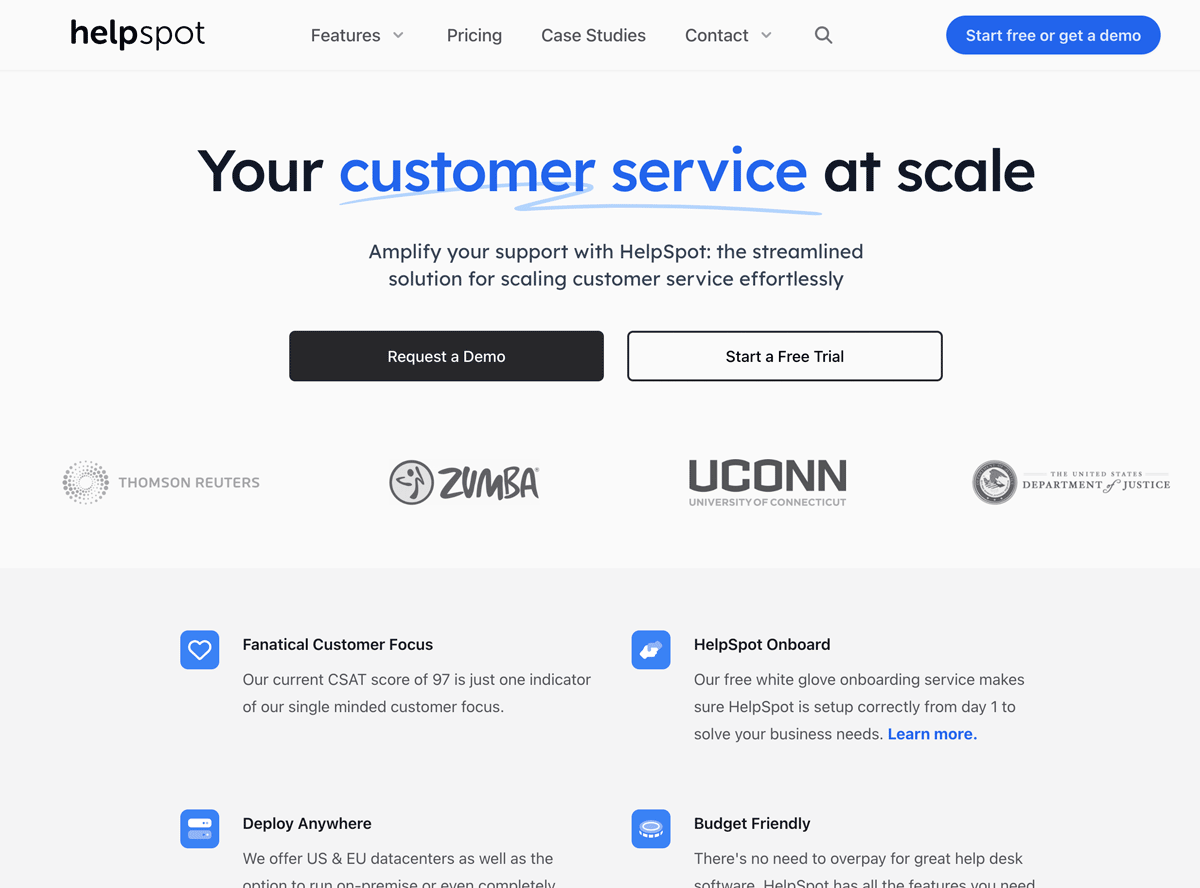 helpspot
Features
Pricing
Case Studies
Contact
Start free or get a demo
Your customer service at scale
Amplify your support with HelpSpot: the streamlined
solution for scaling customer service effortlessly
Request a Demo
Start a Free Trial
THOMSON REUTERS
ZUMBA
UCONN
UNIVERSITY OF CONNECTICUT
THE UNITED STATES
DEPARTMENT of JUSTICE
Fanatical Customer Focus
Our current CSAT score of 97 is just one indicator
of our single minded customer focus.
HelpSpot Onboard
Our free white glove onboarding service makes
sure HelpSpot is setup correctly from day 1 to
solve your business needs. Learn more.
Deploy Anywhere
We offer US & EU datacenters as well as the
option to run on-premise or even completely
Budget Friendly
There's no need to overpay for great help desk
software. HelpSpot has all the features you need